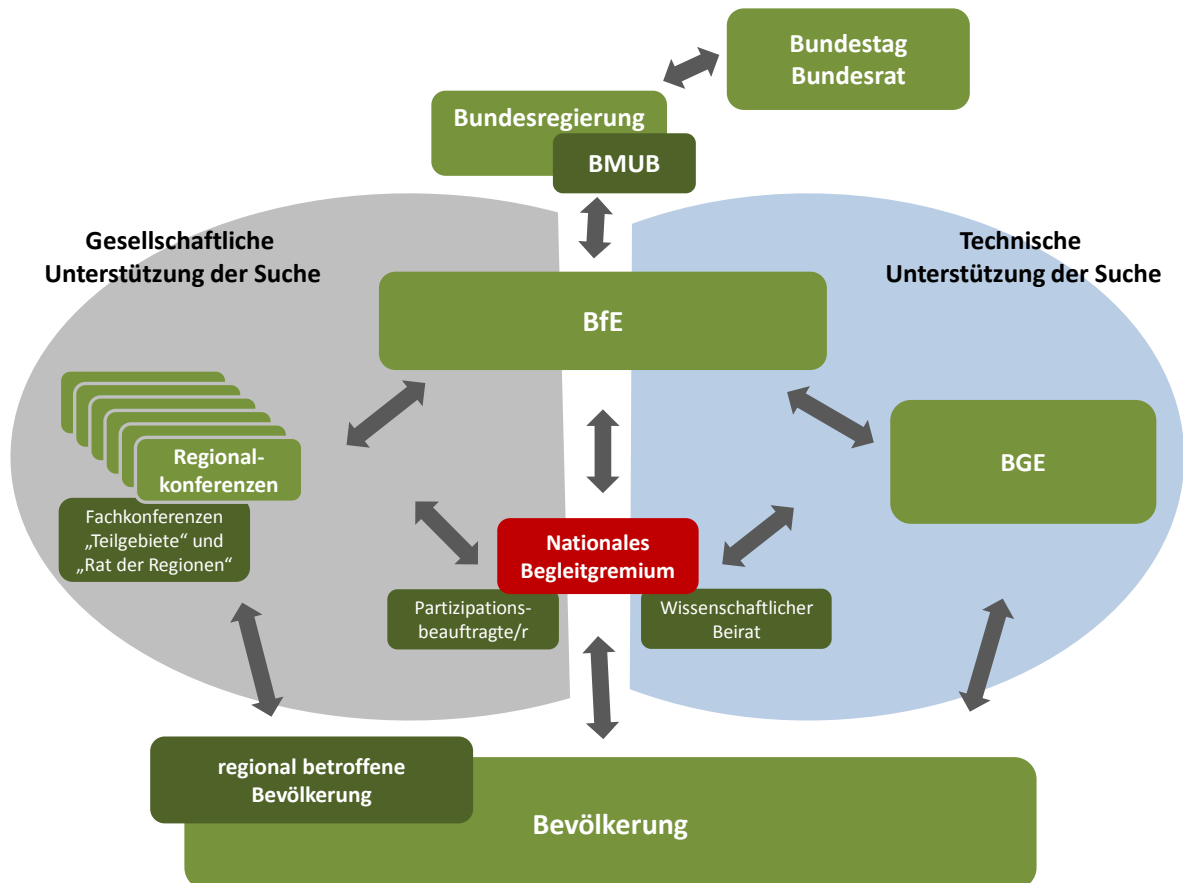 Bundestag
Bundesrat
Bundesregierung
BMUB
Gesellschaftliche
Unterstützung der Suche
Technische
Unterstützung der Suche
BfE
Regional-
konferenzen
BGE
Fachkonferenzen
„Teilgebiete“ und
„Rat der Regionen“
Nationales
Begleitgremium
Partizipations-
beauftragte/r
Wissenschaftlicher
Beirat
regional betroffene
Bevölkerung
Bevölkerung